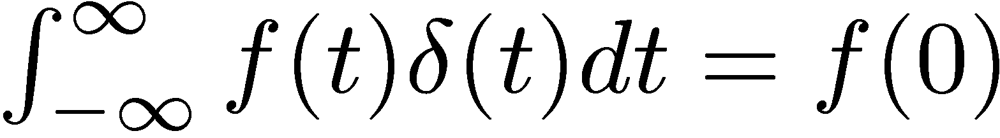 ∫_{-∞}^{∞} f(t)δ(t)dt = f(0)